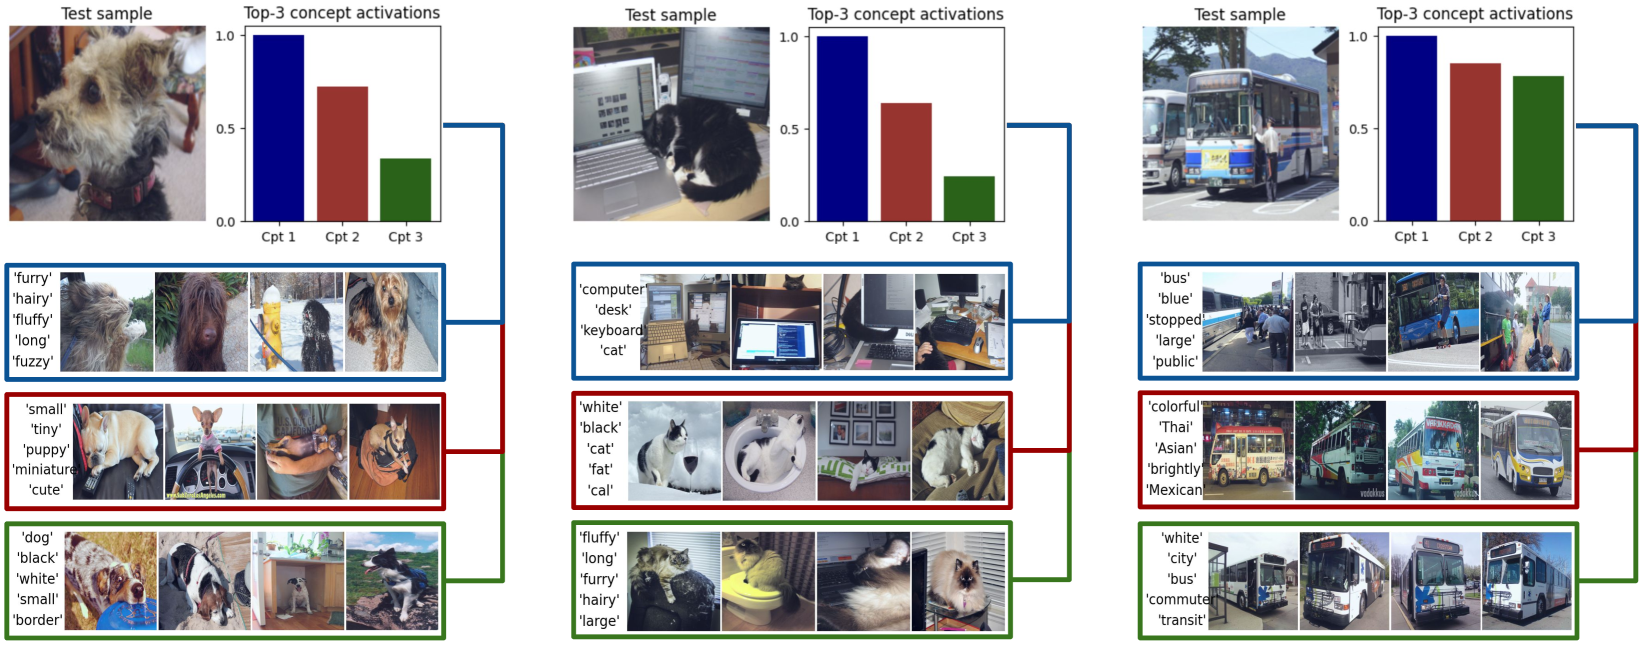 Test sample
Top-3 concept activations
1.0
0.5
0.0
Cpt 1
Cpt 2
Cpt 3
'furry'
'hairy'
'fluffy'
'long'
'fuzzy'
'small'
'tiny'
'puppy'
'miniature'
'cute'
'dog'
'black'
'white'
'small'
'border'
Test sample
Top-3 concept activations
1.0
0.5
0.0
Cpt 1
Cpt 2
Cpt 3
'computer'
'desk'
'keyboard'
'cat'
'white'
'black'
'cat'
'fat'
'cal'
'fluffy'
'long'
'furry'
'hairy'
'large'
Test sample
Top-3 concept activations
1.0
0.5
0.0
Cpt 1
Cpt 2
Cpt 3
'bus'
'blue'
'stopped'
'large'
'public'
'colorful'
'Thai'
'Asian'
'brightly'
'Mexican'
vadakkus
vadakkus
'white'
'city'
'bus'
'commuter'
'transit'